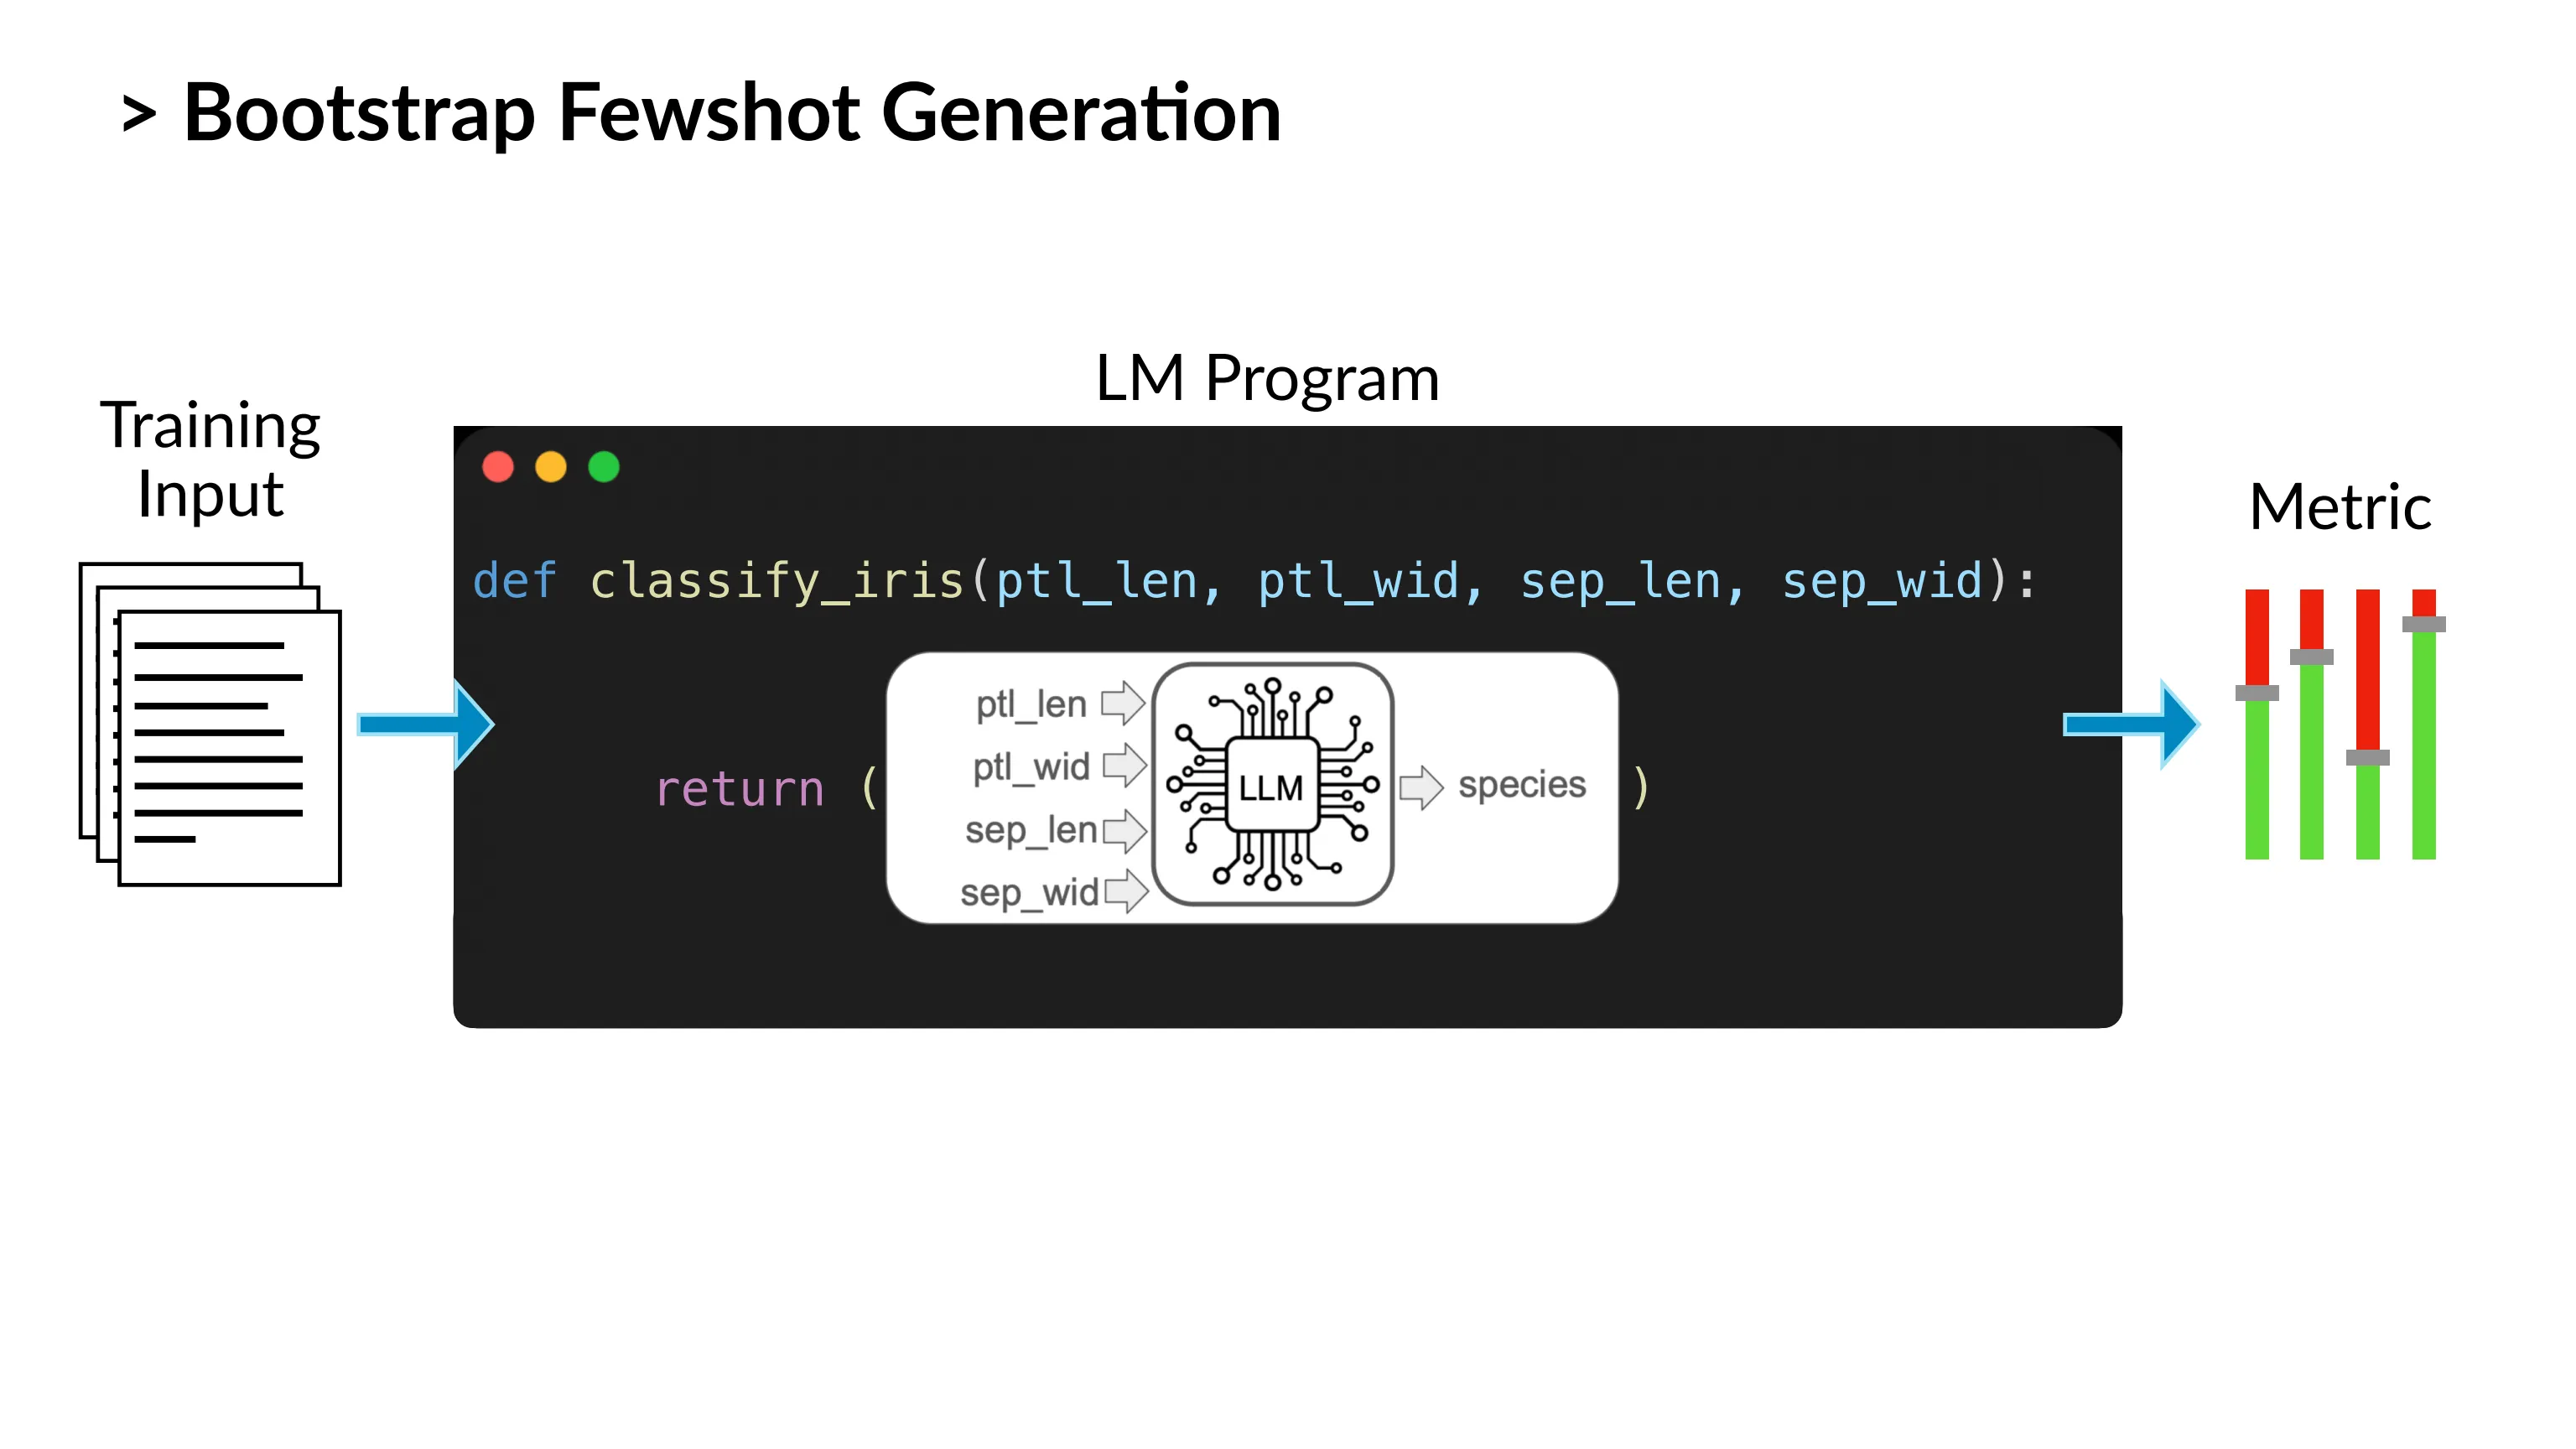 > Bootstrap Fewshot Generation
LM Program
Training
Input
Metric
def classify_iris(ptl_len, ptl_wid, sep_len, sep_wid):
return (
ptl_len
ptl_wid
sep_len
sep_wid
LLM
species
)